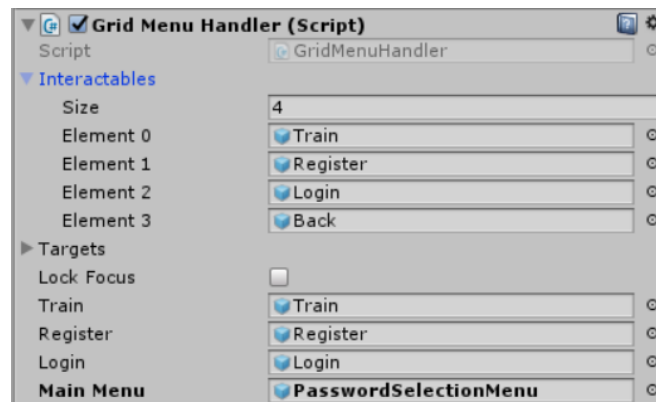 Grid Menu Handler (Script)
Script GridMenuHandler
Interactables
Size 4
Element 0 Train
Element 1 Register
Element 2 Login
Element 3 Back
Targets
Lock Focus
Train Train
Register Register
Login Login
Main Menu PasswordSelectionMenu